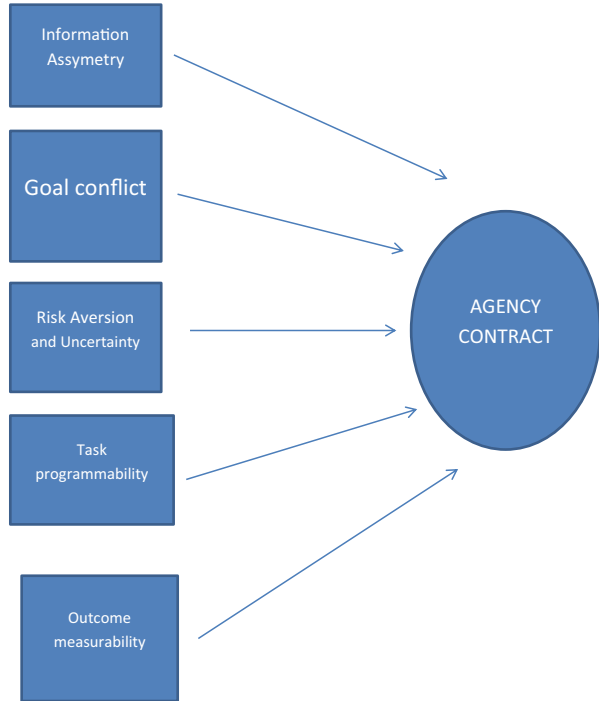 Information
Assymetry
Goal conflict
Risk Aversion
and Uncertainty
Task
programmability
Outcome
measurability
AGENCY
CONTRACT